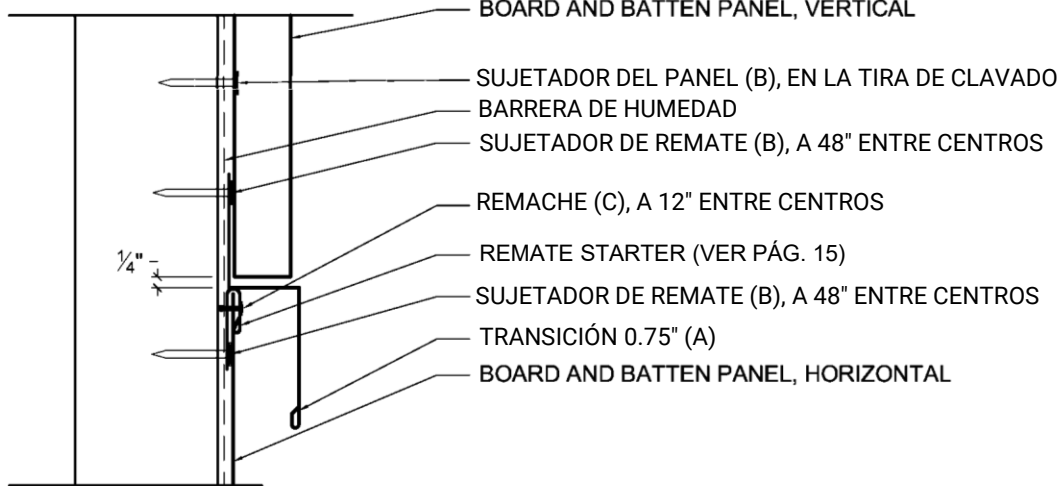 BOARD AND BATTEN PANEL, VERTICAL
SUJETADOR DEL PANEL (B), EN LA TIRA DE CLAVADO
BARRERA DE HUMEDAD
SUJETADOR DE REMATE (B), A 48" ENTRE CENTROS
REMACHE (C), A 12" ENTRE CENTROS
1/4"
REMATE STARTER (VER PÁG. 15)
SUJETADOR DE REMATE (B), A 48" ENTRE CENTROS
TRANSICIÓN 0.75" (A)
BOARD AND BATTEN PANEL, HORIZONTAL